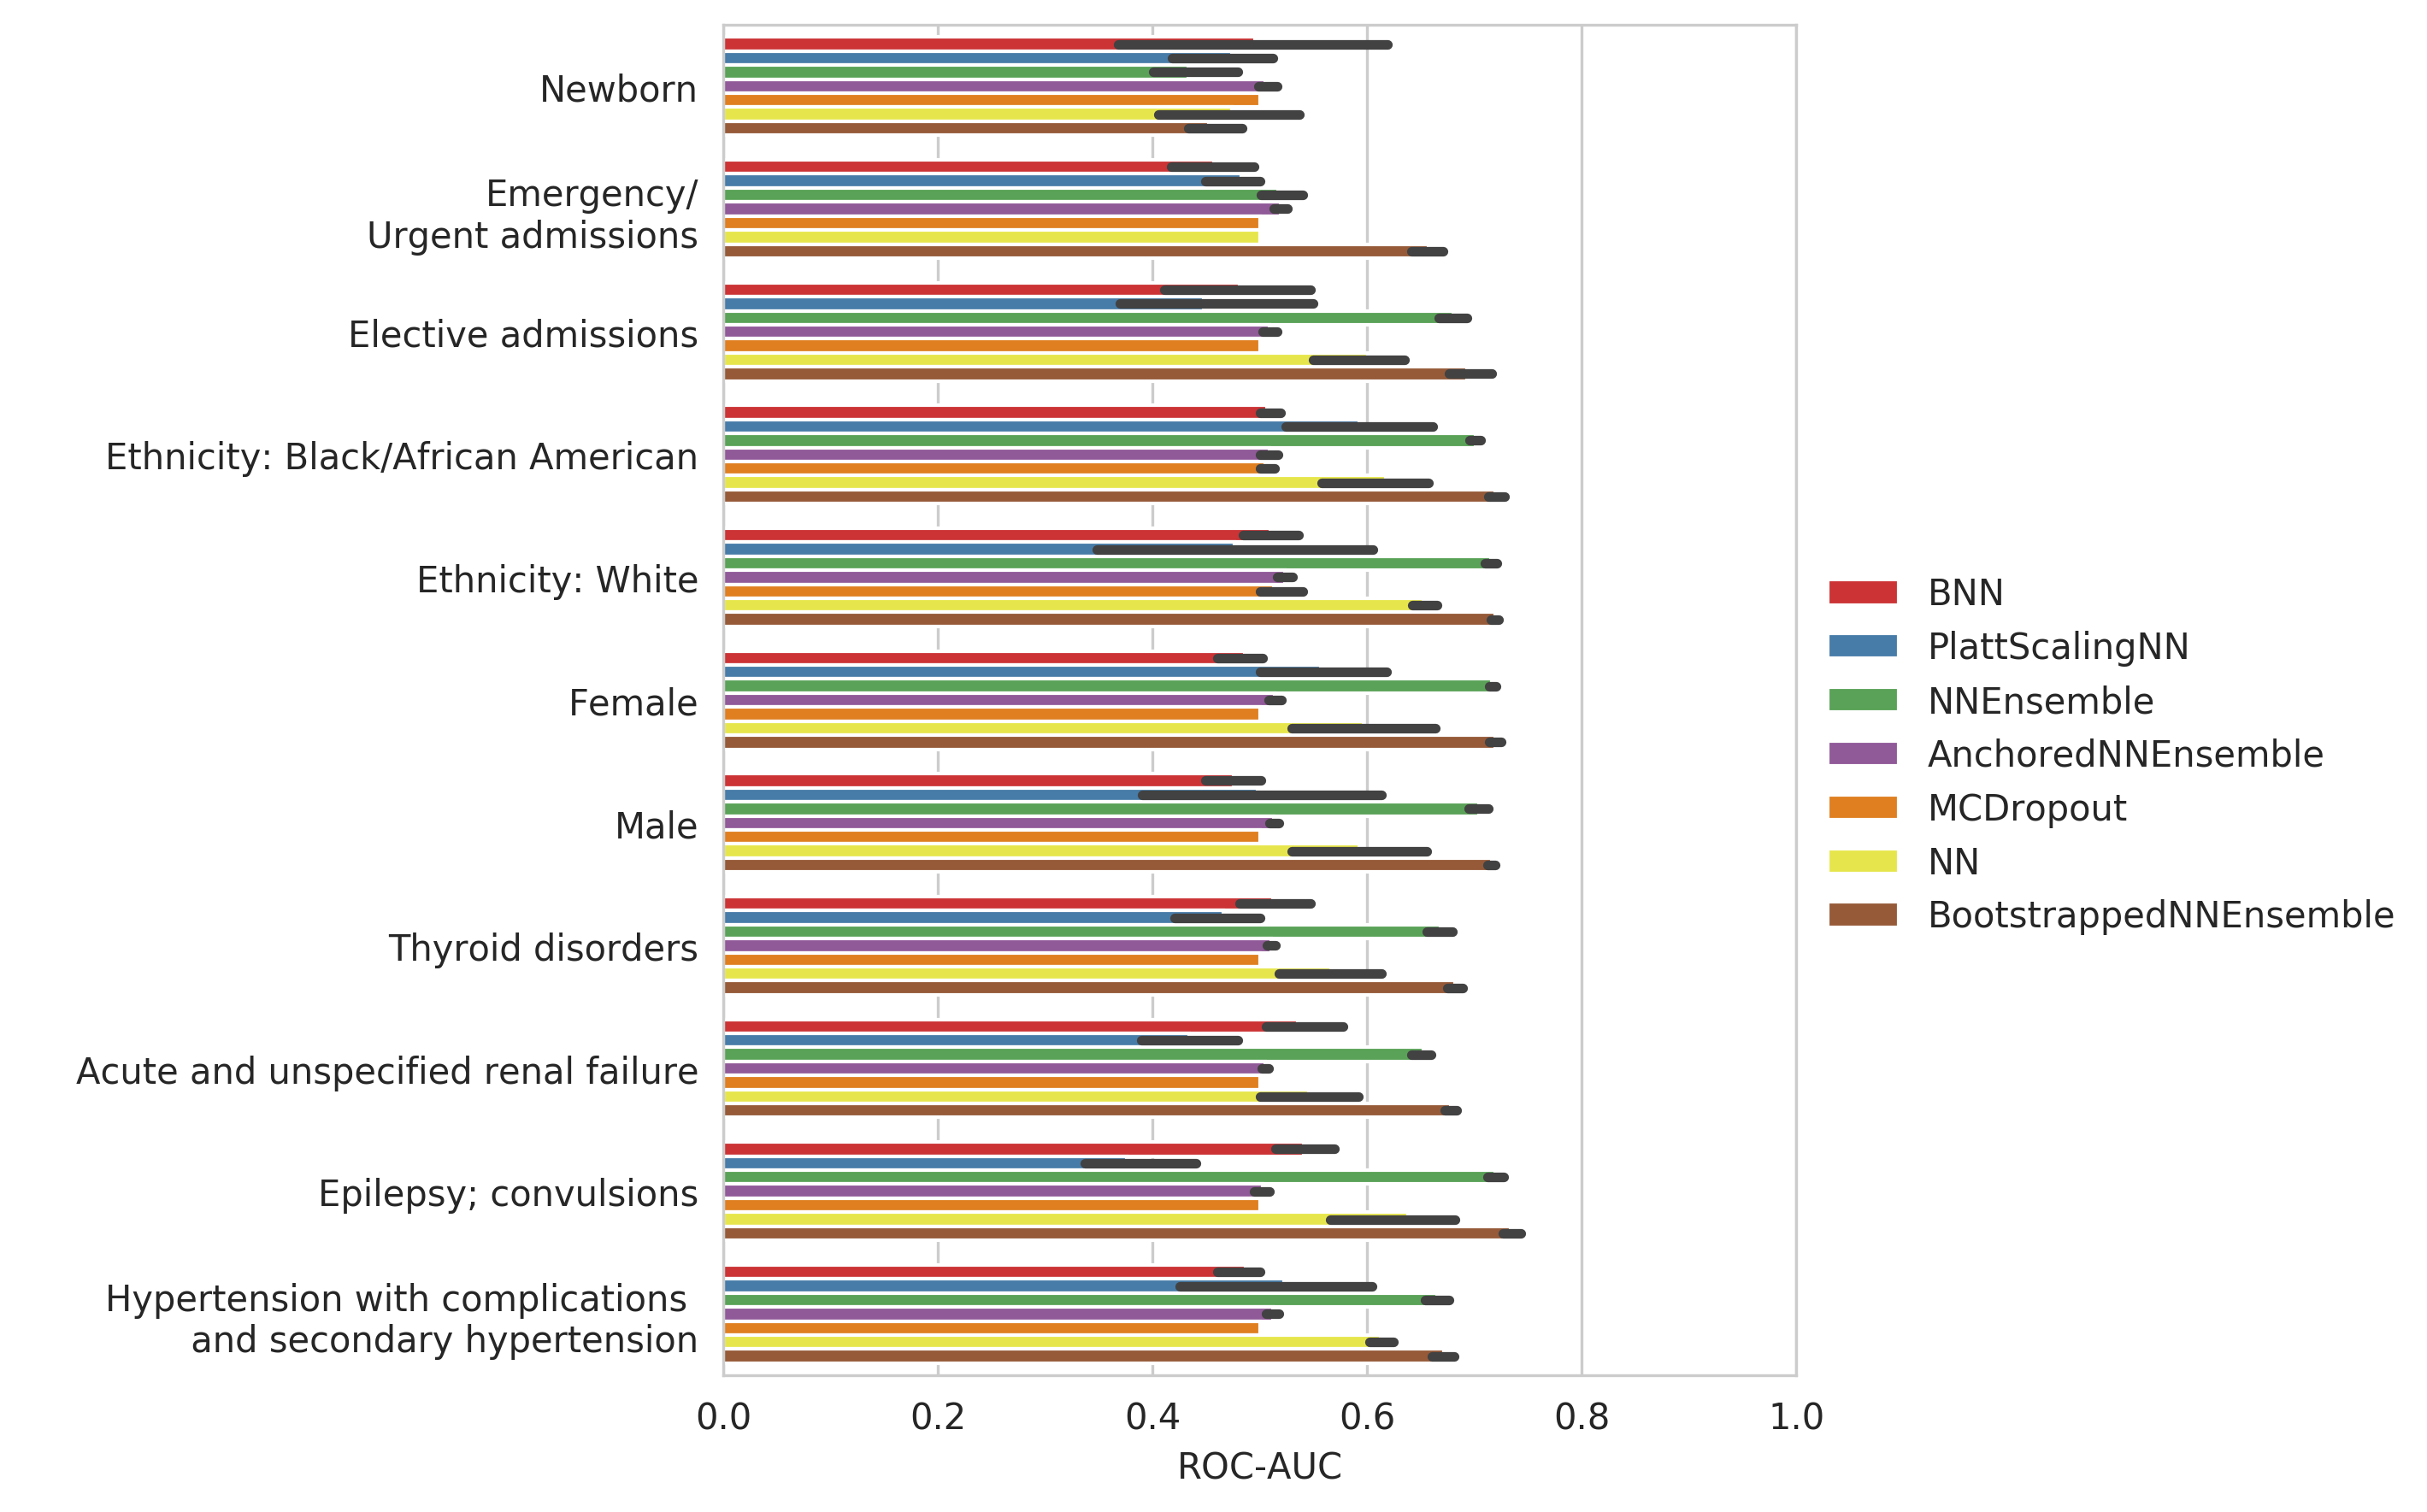 Newborn
Emergency/
Urgent admissions
Elective admissions
Ethnicity: Black/African American
Ethnicity: White
Female
Male
Thyroid disorders
Acute and unspecified renal failure
Epilepsy; convulsions
Hypertension with complications
and secondary hypertension
0.0 0.2 0.4 0.6 0.8 1.0
ROC-AUC
BNN
PlattScalingNN
NNEnsemble
AnchoredNNEnsemble
MCDropout
NN
BootstrappedNNEnsemble